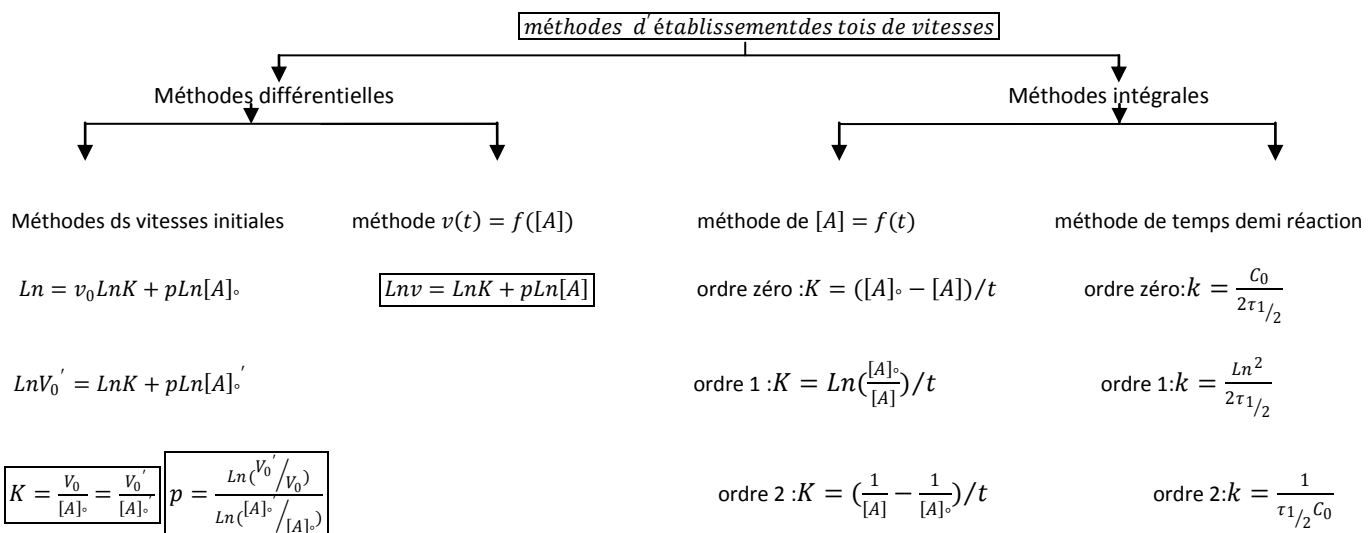 méthodes d'établissementdes tois de vitesses
Méthodes différentielles
Méthodes intégrales
Méthodes ds vitesses initiales
méthode v(t) = f([A])
méthode de [A] = f(t)
méthode de temps demi réaction
Ln = v₀LnK + pLn[A]∘
Lnv = LnK + pLn[A]
ordre zéro :K = ([A]∘ − [A])/t
ordre zéro:k = C₀/2τ1/2
LnV₀′ = LnK + pLn[A]∘′
ordre 1 :K = Ln([A]∘/[A])/t
ordre 1:k = Ln²/2τ1/2
K = V₀/[A]∘ = V₀′/[A]∘′
p = Ln(V₀′/V₀)/Ln([A]∘′/[A]∘)
ordre 2 :K = (1/[A] − 1/[A]∘)/t
ordre 2:k = 1/τ1/2C₀